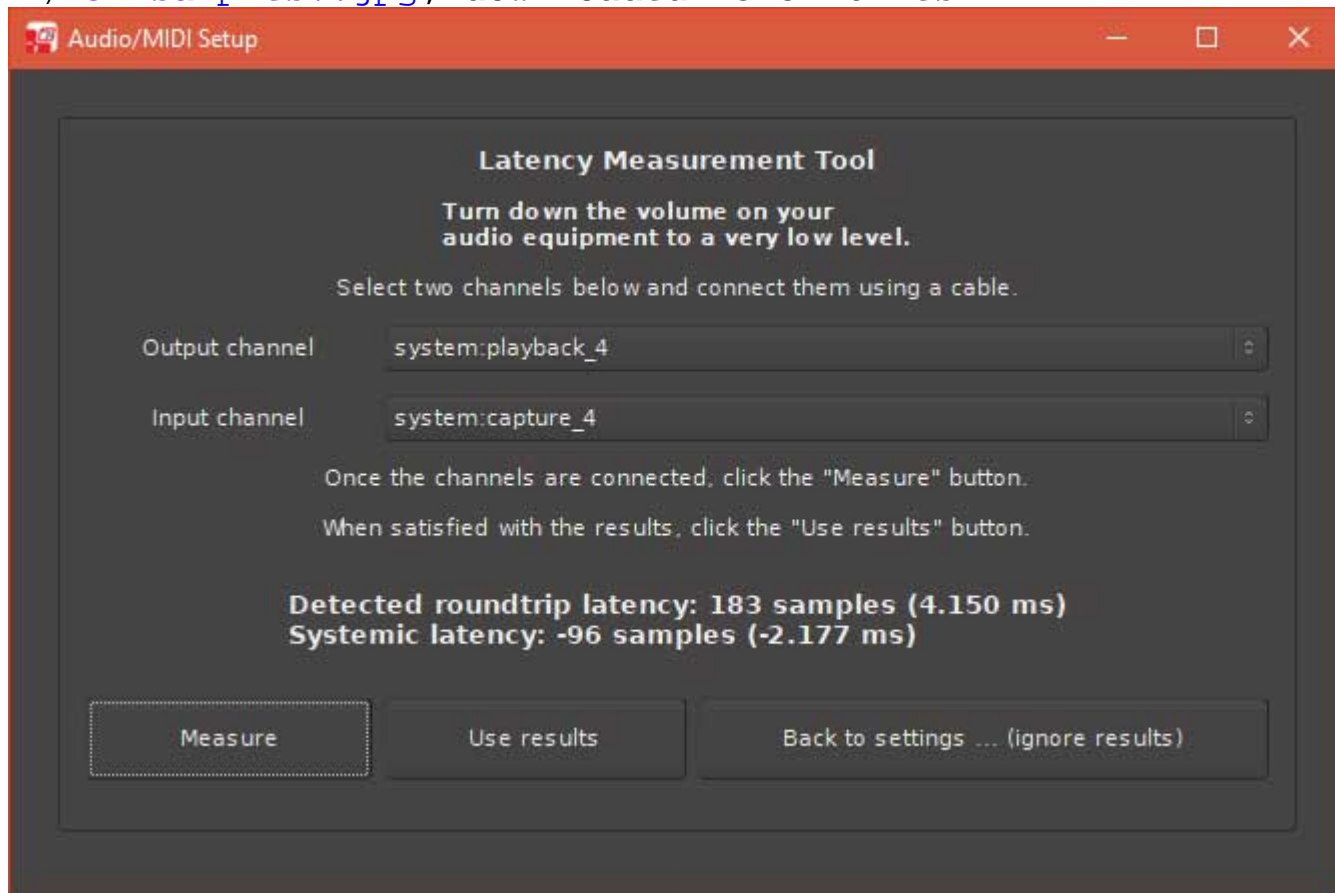 Audio/MIDI Setup
Latency Measurement Tool
Turn down the volume on your
audio equipment to a very low level.
Select two channels below and connect them using a cable.
Output channel system:playback_4
Input channel system:capture_4
Once the channels are connected, click the "Measure" button.
When satisfied with the results, click the "Use results" button.
Detected roundtrip latency: 183 samples (4.150 ms)
Systemic latency: -96 samples (-2.177 ms)
Measure Use results Back to settings ... (ignore results)